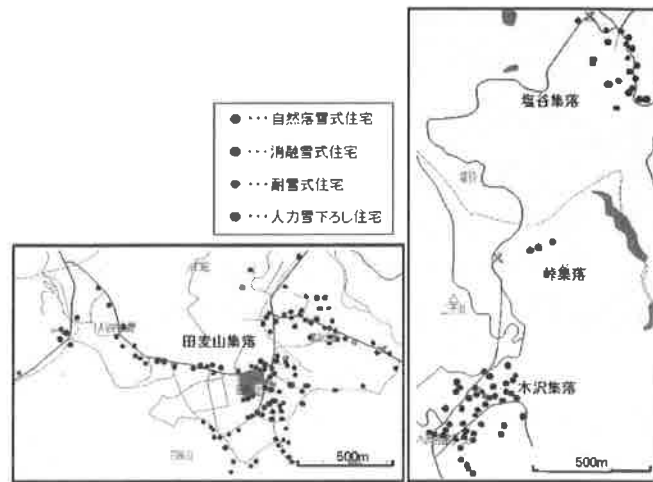 ●・・・自然落雪式住宅
●・・・消融雪式住宅
●・・・耐雪式住宅
●・・・人力雪下ろし住宅
田麦山集落
500m
塩谷集落
峠集落
木沢集落
500m